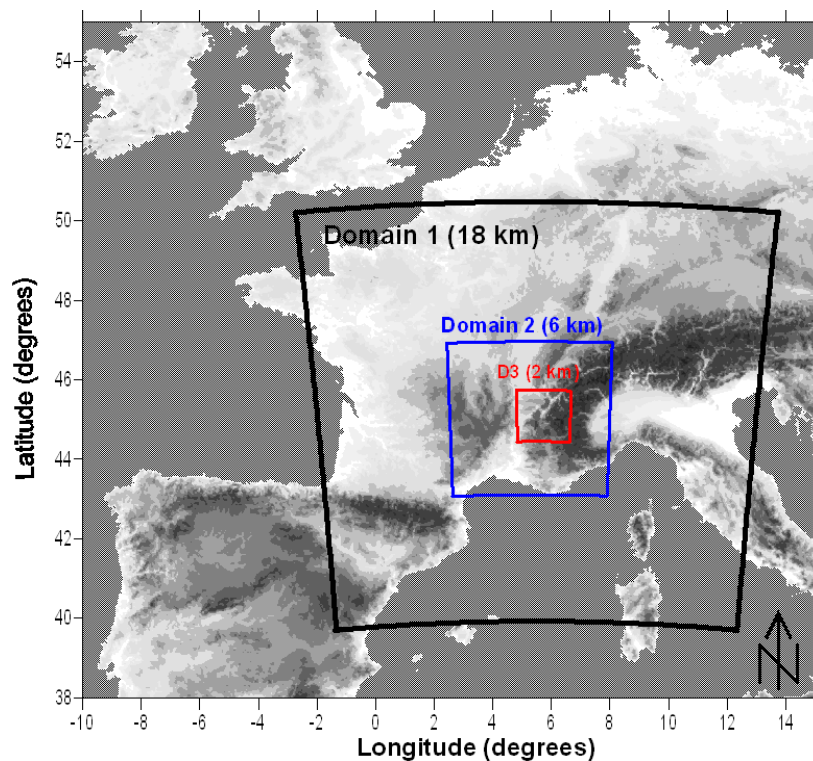 54
52
50
Domain 1 (18 km)
48
Domain 2 (6 km)
46
D3 (2 km)
44
42
40
38
Latitude (degrees)
-10 -8 -6 -4 -2 0 2 4 6 8 10 12 14
Longitude (degrees)
N